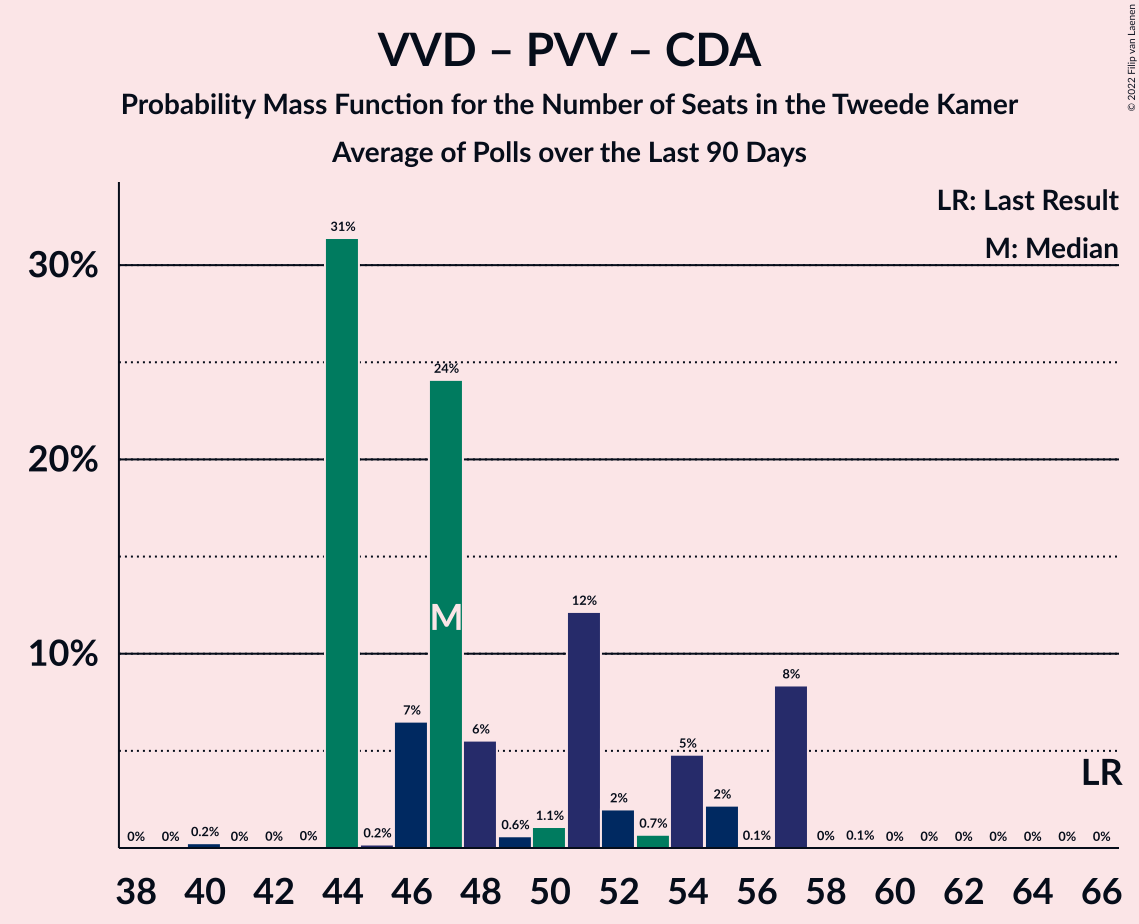 VVD – PVV – CDA
Probability Mass Function for the Number of Seats in the Tweede Kamer
Average of Polls over the Last 90 Days
© 2022 Filip van Laenen
LR: Last Result
M: Median
30%
20%
10%
0% 0% 0.2% 0% 0% 0% 31% 0.2% 7% 24% 6% 0.6% 1.1% 12% 2% 0.7% 5% 2% 0.1% 8% 0% 0.1% 0% 0% 0% 0% 0% 0% 0%
M
LR
38 40 42 44 46 48 50 52 54 56 58 60 62 64 66